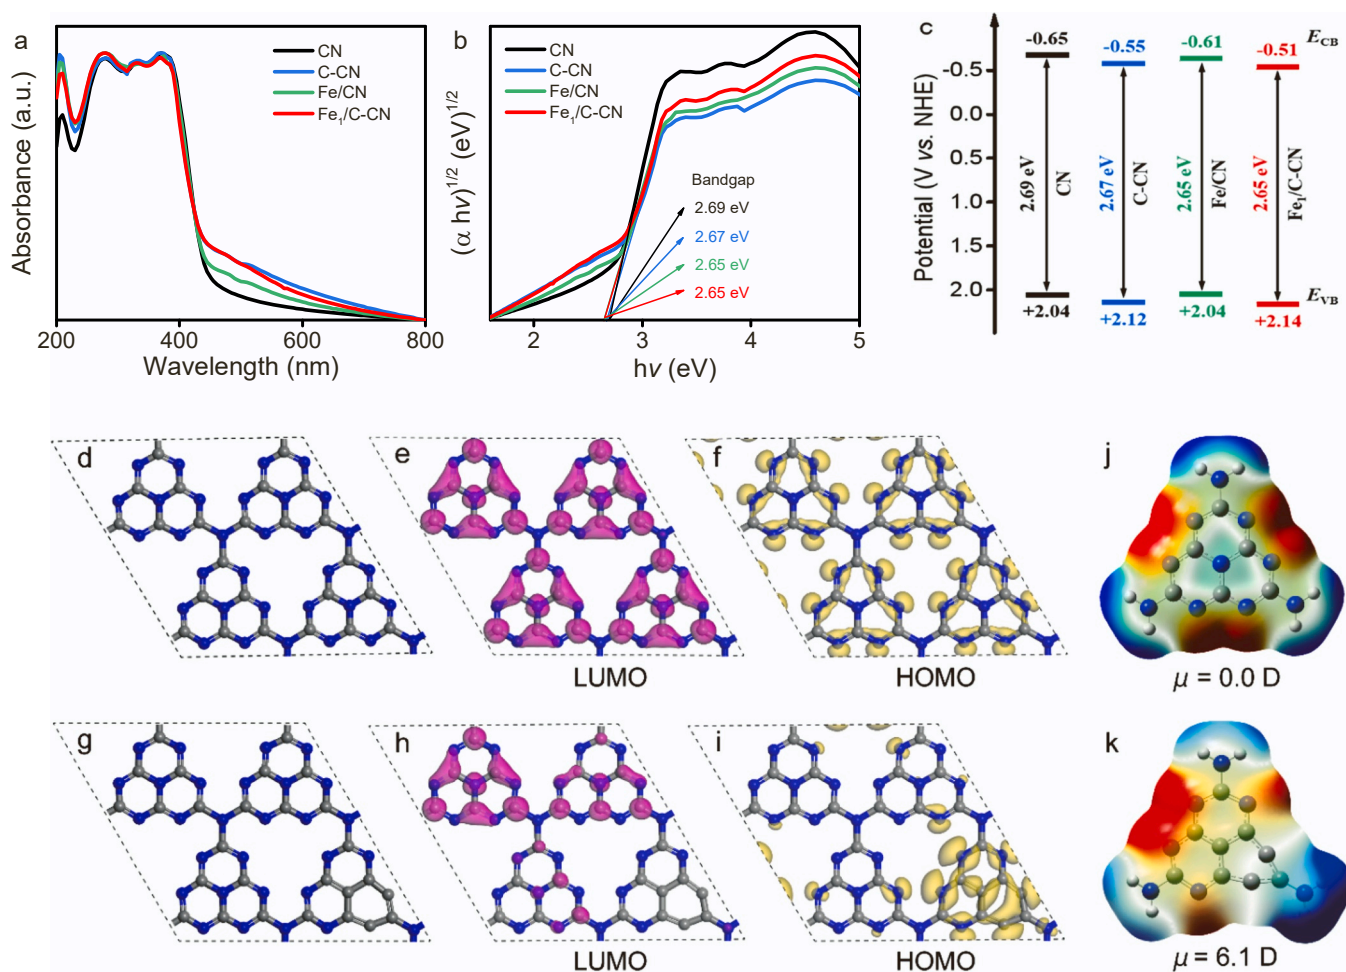 a
CN
C-CN
Fe/CN
Fe₁/C-CN
Absorbance (a.u.)
200
400
600
800
Wavelength (nm)
b
CN
C-CN
Fe/CN
Fe₁/C-CN
(α hv)^1/2 (eV)^1/2
Bandgap
2.69 eV
2.67 eV
2.65 eV
2.65 eV
2
3
4
5
hv (eV)
c
Potential (V vs. NHE)
-0.5
0.0
0.5
1.0
1.5
2.0
-0.65
-0.55
-0.61
-0.51
E_CB
2.69 eV
CN
2.67 eV
C-CN
2.65 eV
Fe/CN
2.65 eV
Fe₁/C-CN
+2.04
+2.12
+2.04
+2.14
E_VB
d
e
LUMO
f
HOMO
j
μ = 0.0 D
g
h
LUMO
i
HOMO
k
μ = 6.1 D